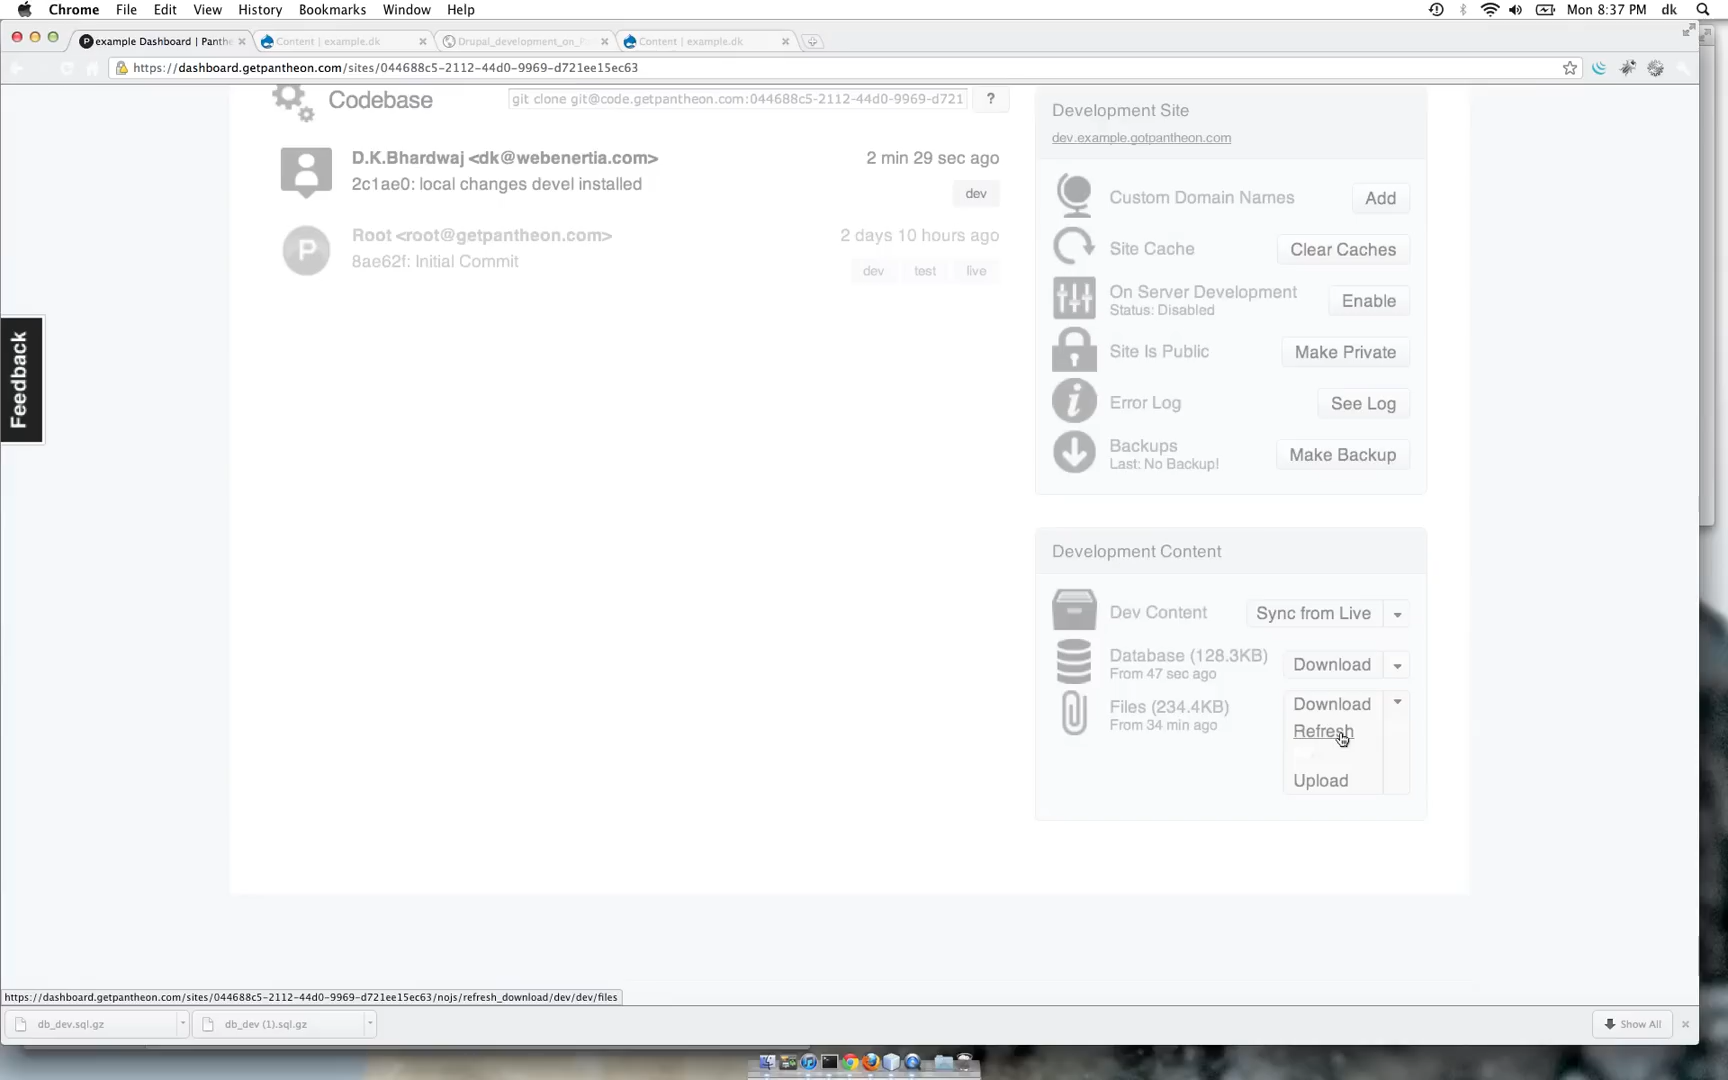 Chrome File Edit View History Bookmarks Window Help Mon 8:37 PM dk
example Dashboard | Panthe Content | example.dk Drupal_development_on_P Content | example.dk
https://dashboard.getpantheon.com/sites/044688c5-2112-44d0-9969-d721ee15ec63
Codebase git clone git@code.getpantheon.com:044688c5-2112-44d0-9969-d721 ?
D.K.Bhardwaj <dk@webenertia.com> 2 min 29 sec ago
2c1ae0: local changes devel installed
dev
Root <root@getpantheon.com> 2 days 10 hours ago
8ae62f: Initial Commit
dev test live
Feedback
Development Site
dev.example.gotpantheon.com
Custom Domain Names Add
Site Cache Clear Caches
On Server Development
Status: Disabled
Enable
Site Is Public Make Private
Error Log See Log
Backups
Last: No Backup!
Make Backup
Development Content
Dev Content Sync from Live
Database (128.3KB)
From 47 sec ago
Download
Files (234.4KB)
From 34 min ago
Download
Refresh
Upload
https://dashboard.getpantheon.com/sites/044688c5-2112-44d0-9969-d721ee15ec63/nojs/refresh_download/dev/dev/files
db_dev.sql.gz db_dev (1).sql.gz Show All